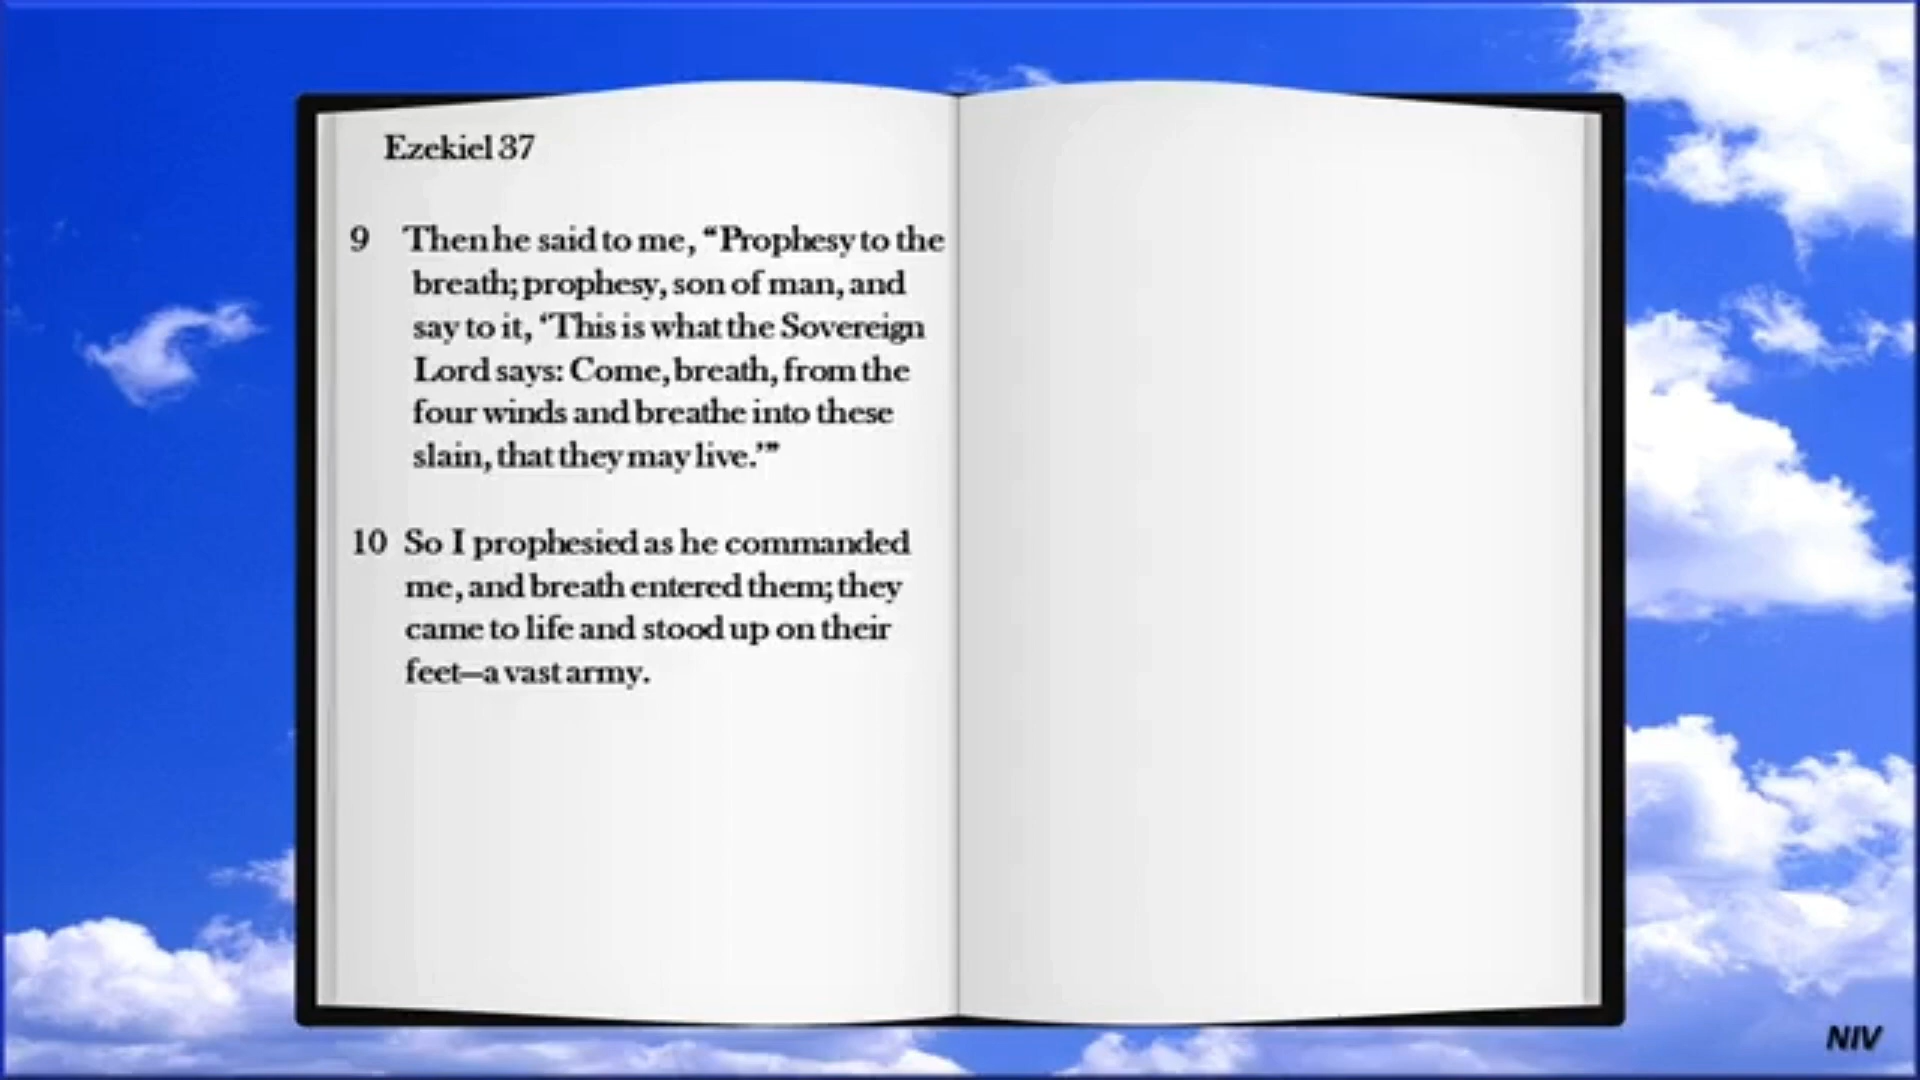 Ezekiel 37
9 Then he said to me, “Prophesy to the
breath; prophesy, son of man, and
say to it, ‘This is what the Sovereign
Lord says: Come, breath, from the
four winds and breathe into these
slain, that they may live.’”
10 So I prophesied as he commanded
me, and breath entered them; they
came to life and stood up on their
feet—a vast army.
NIV